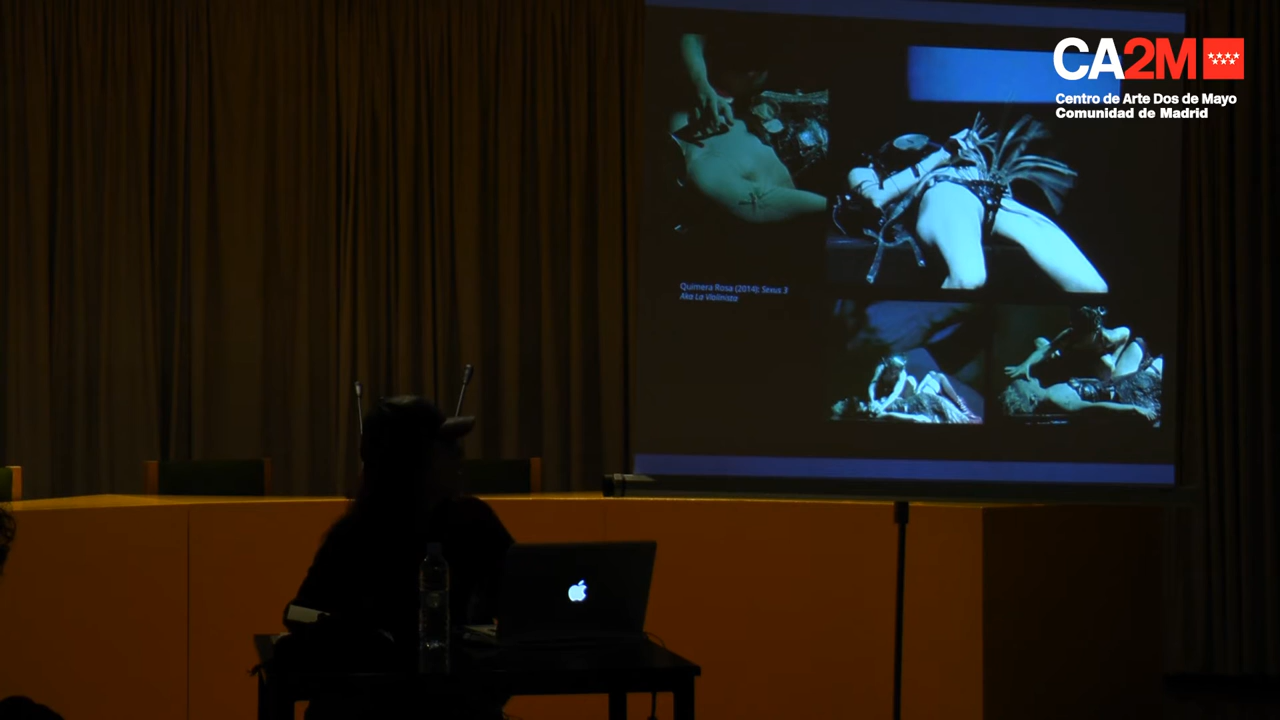 CA2M
Centro de Arte Dos de Mayo
Comunidad de Madrid
Quimera Rosa (2014): Sexus 3
Aka La Violinista